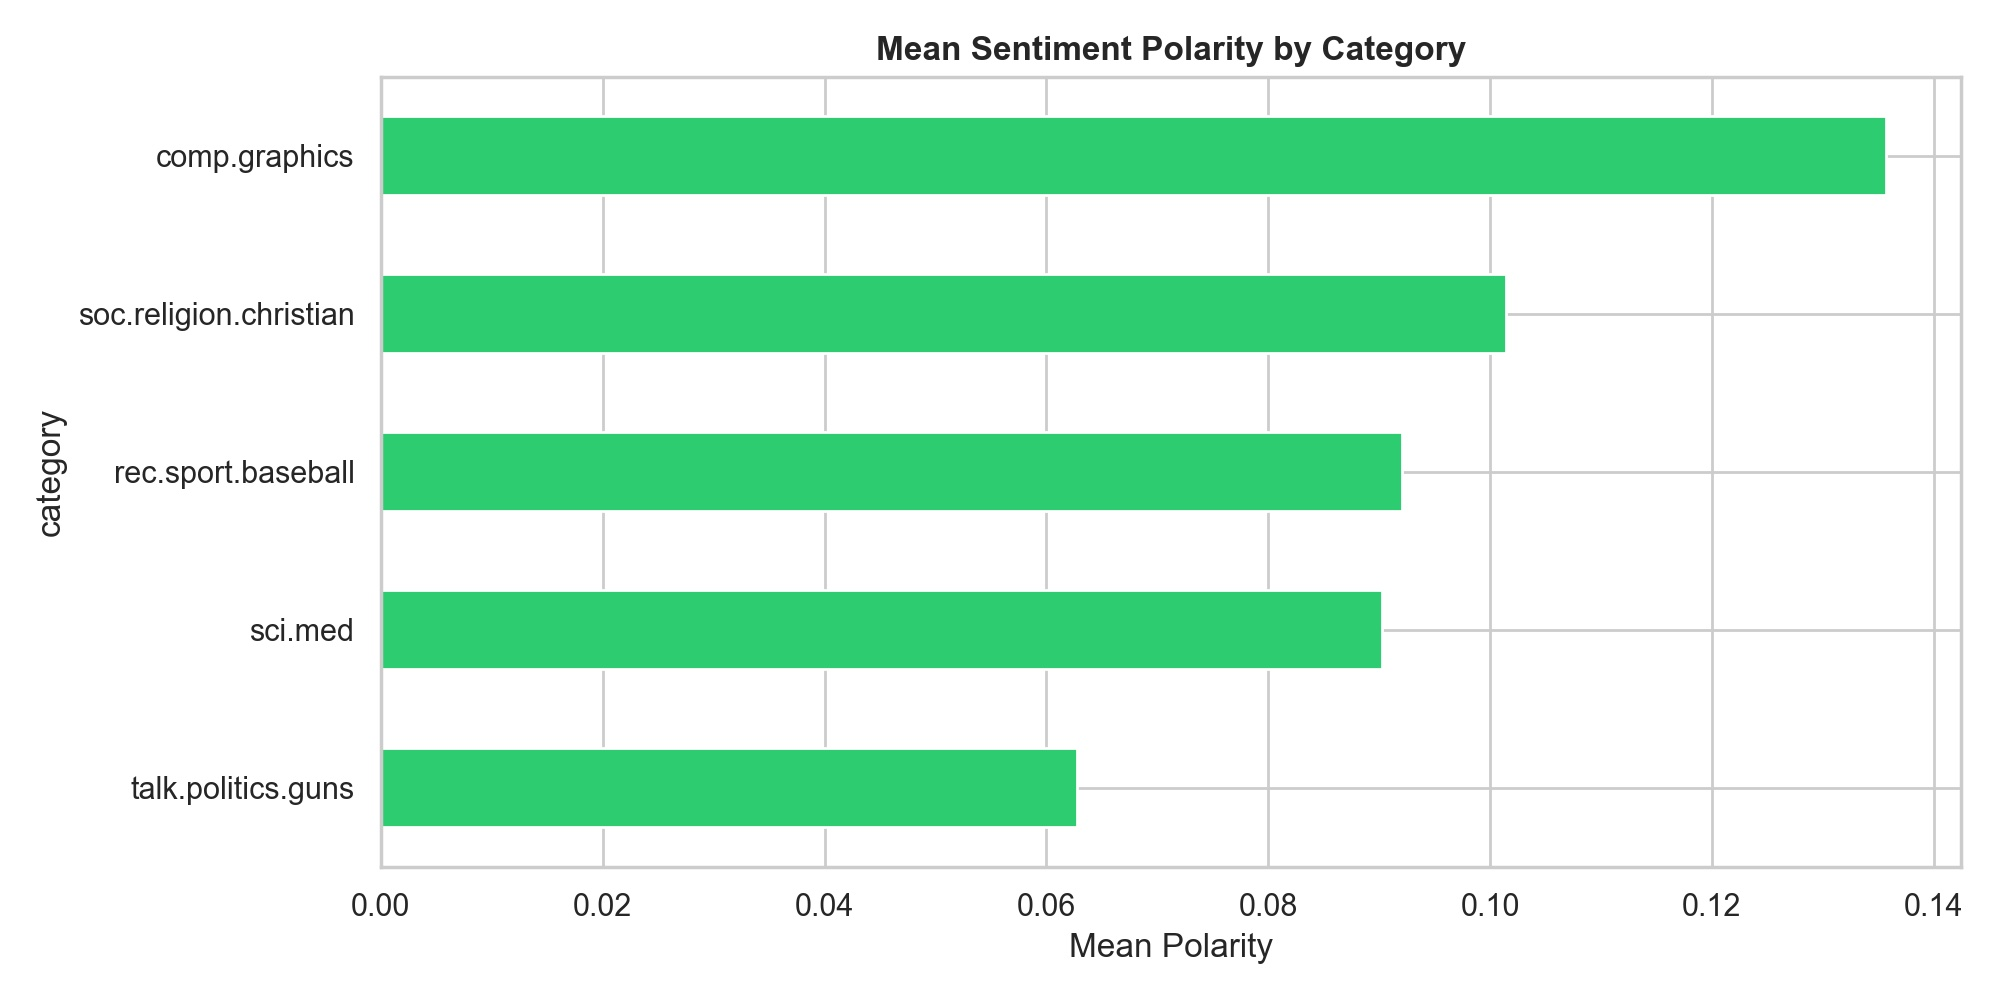 Mean Sentiment Polarity by Category
category
comp.graphics
soc.religion.christian
rec.sport.baseball
sci.med
talk.politics.guns
0.00 0.02 0.04 0.06 0.08 0.10 0.12 0.14
Mean Polarity